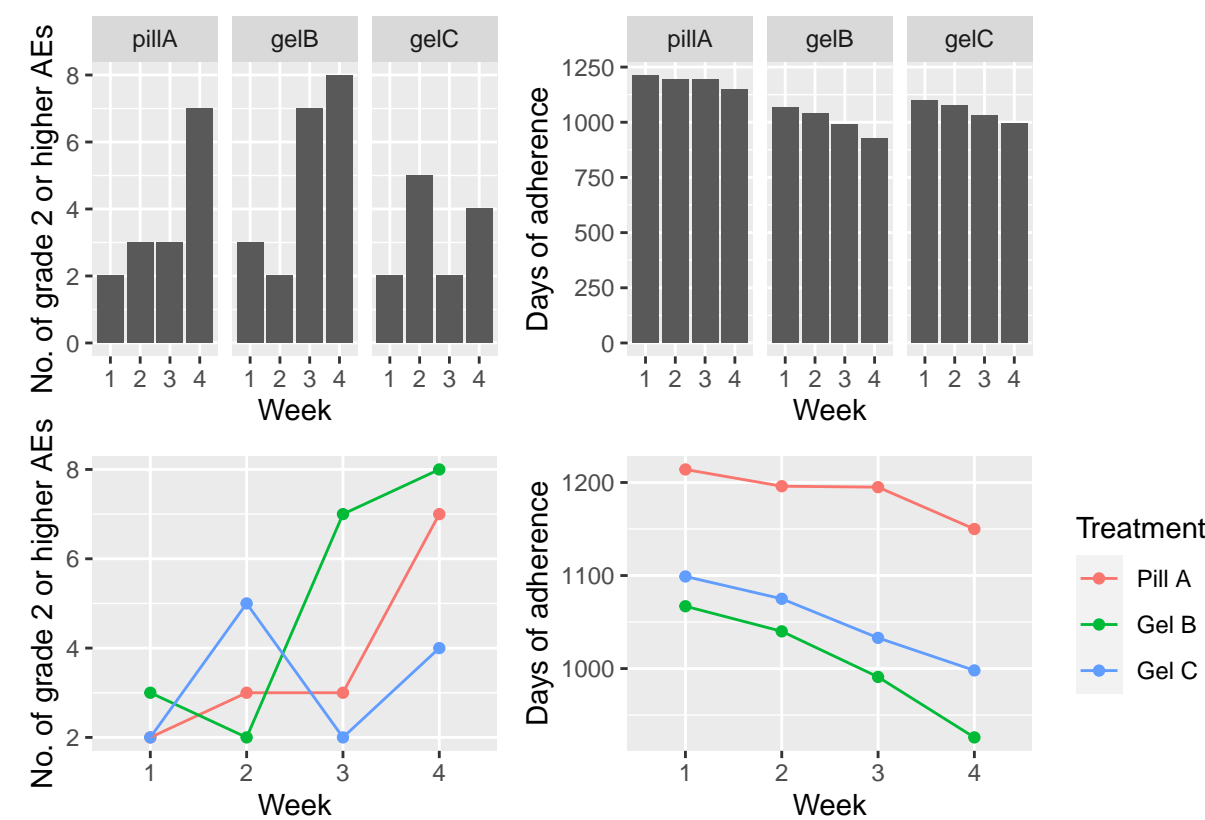 No. of grade 2 or higher AEs
pillA gelB gelC
8
6
4
2
0
1 2 3 4 1 2 3 4 1 2 3 4
Week
Days of adherence
pillA gelB gelC
1250
1000
750
500
250
0
1 2 3 4 1 2 3 4 1 2 3 4
Week
No. of grade 2 or higher AEs
8
6
4
2
1 2 3 4
Week
Days of adherence
1200
1100
1000
1 2 3 4
Week
Treatment
Pill A
Gel B
Gel C